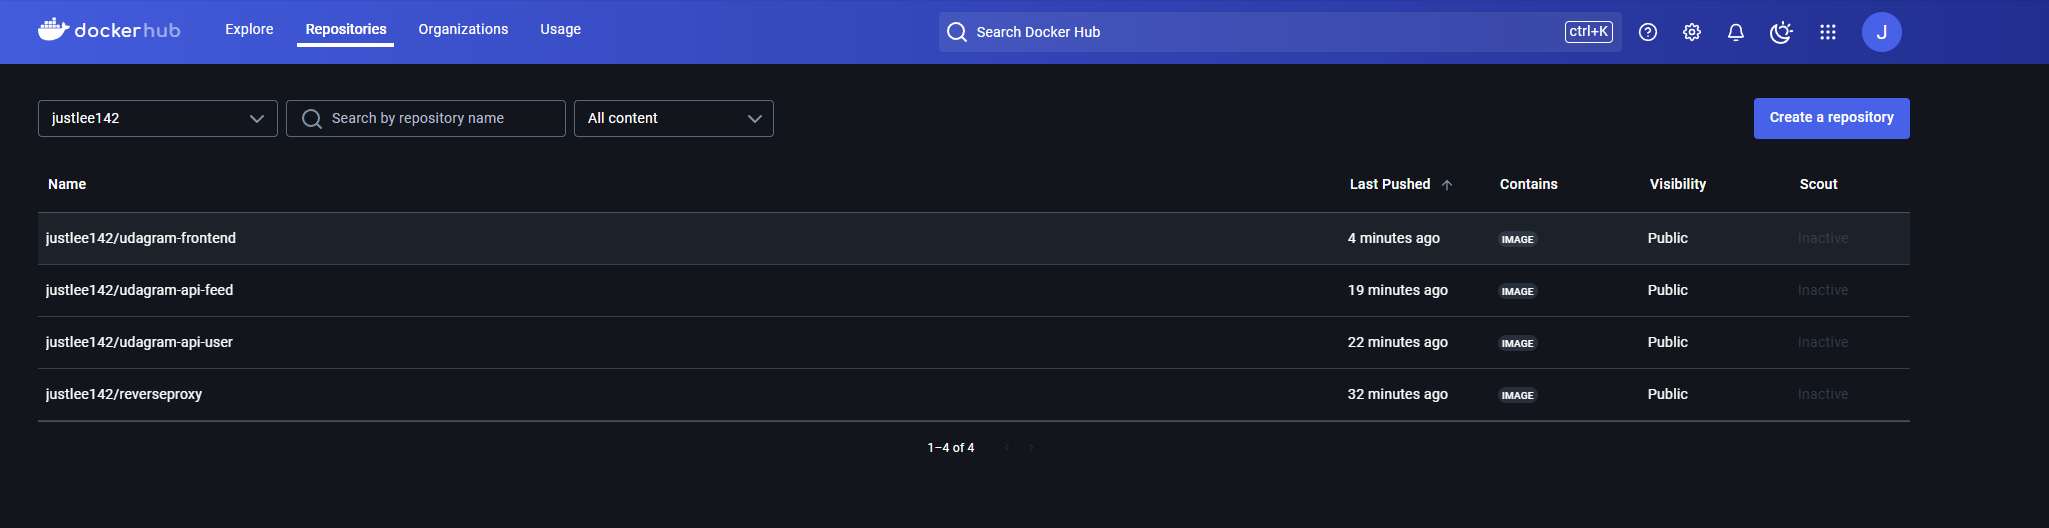 dockerhub Explore Repositories Organizations Usage Search Docker Hub ctrl+K J
justlee142 Search by repository name All content Create a repository
Name Last Pushed Contains Visibility Scout
justlee142/udagram-frontend 4 minutes ago IMAGE Public Inactive
justlee142/udagram-api-feed 19 minutes ago IMAGE Public Inactive
justlee142/udagram-api-user 22 minutes ago IMAGE Public Inactive
justlee142/reverseproxy 32 minutes ago IMAGE Public Inactive
1–4 of 4